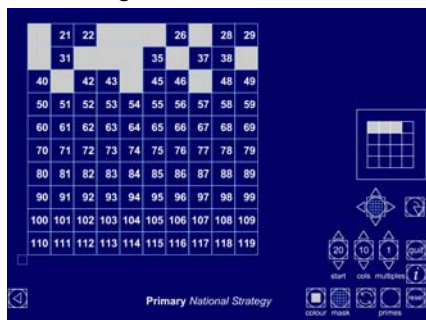 21 22 26 28 29
31 35 37 38
40 42 43 45 46 48 49
50 51 52 53 54 55 56 57 58 59
60 61 62 63 64 65 66 67 68 69
70 71 72 73 74 75 76 77 78 79
80 81 82 83 84 85 86 87 88 89
90 91 92 93 94 95 96 97 98 99
100 101 102 103 104 105 106 107 108 109
110 111 112 113 114 115 116 117 118 119
20 10 1 quit
start cols multiples i
Primary National Strategy
reset
colour mask primes